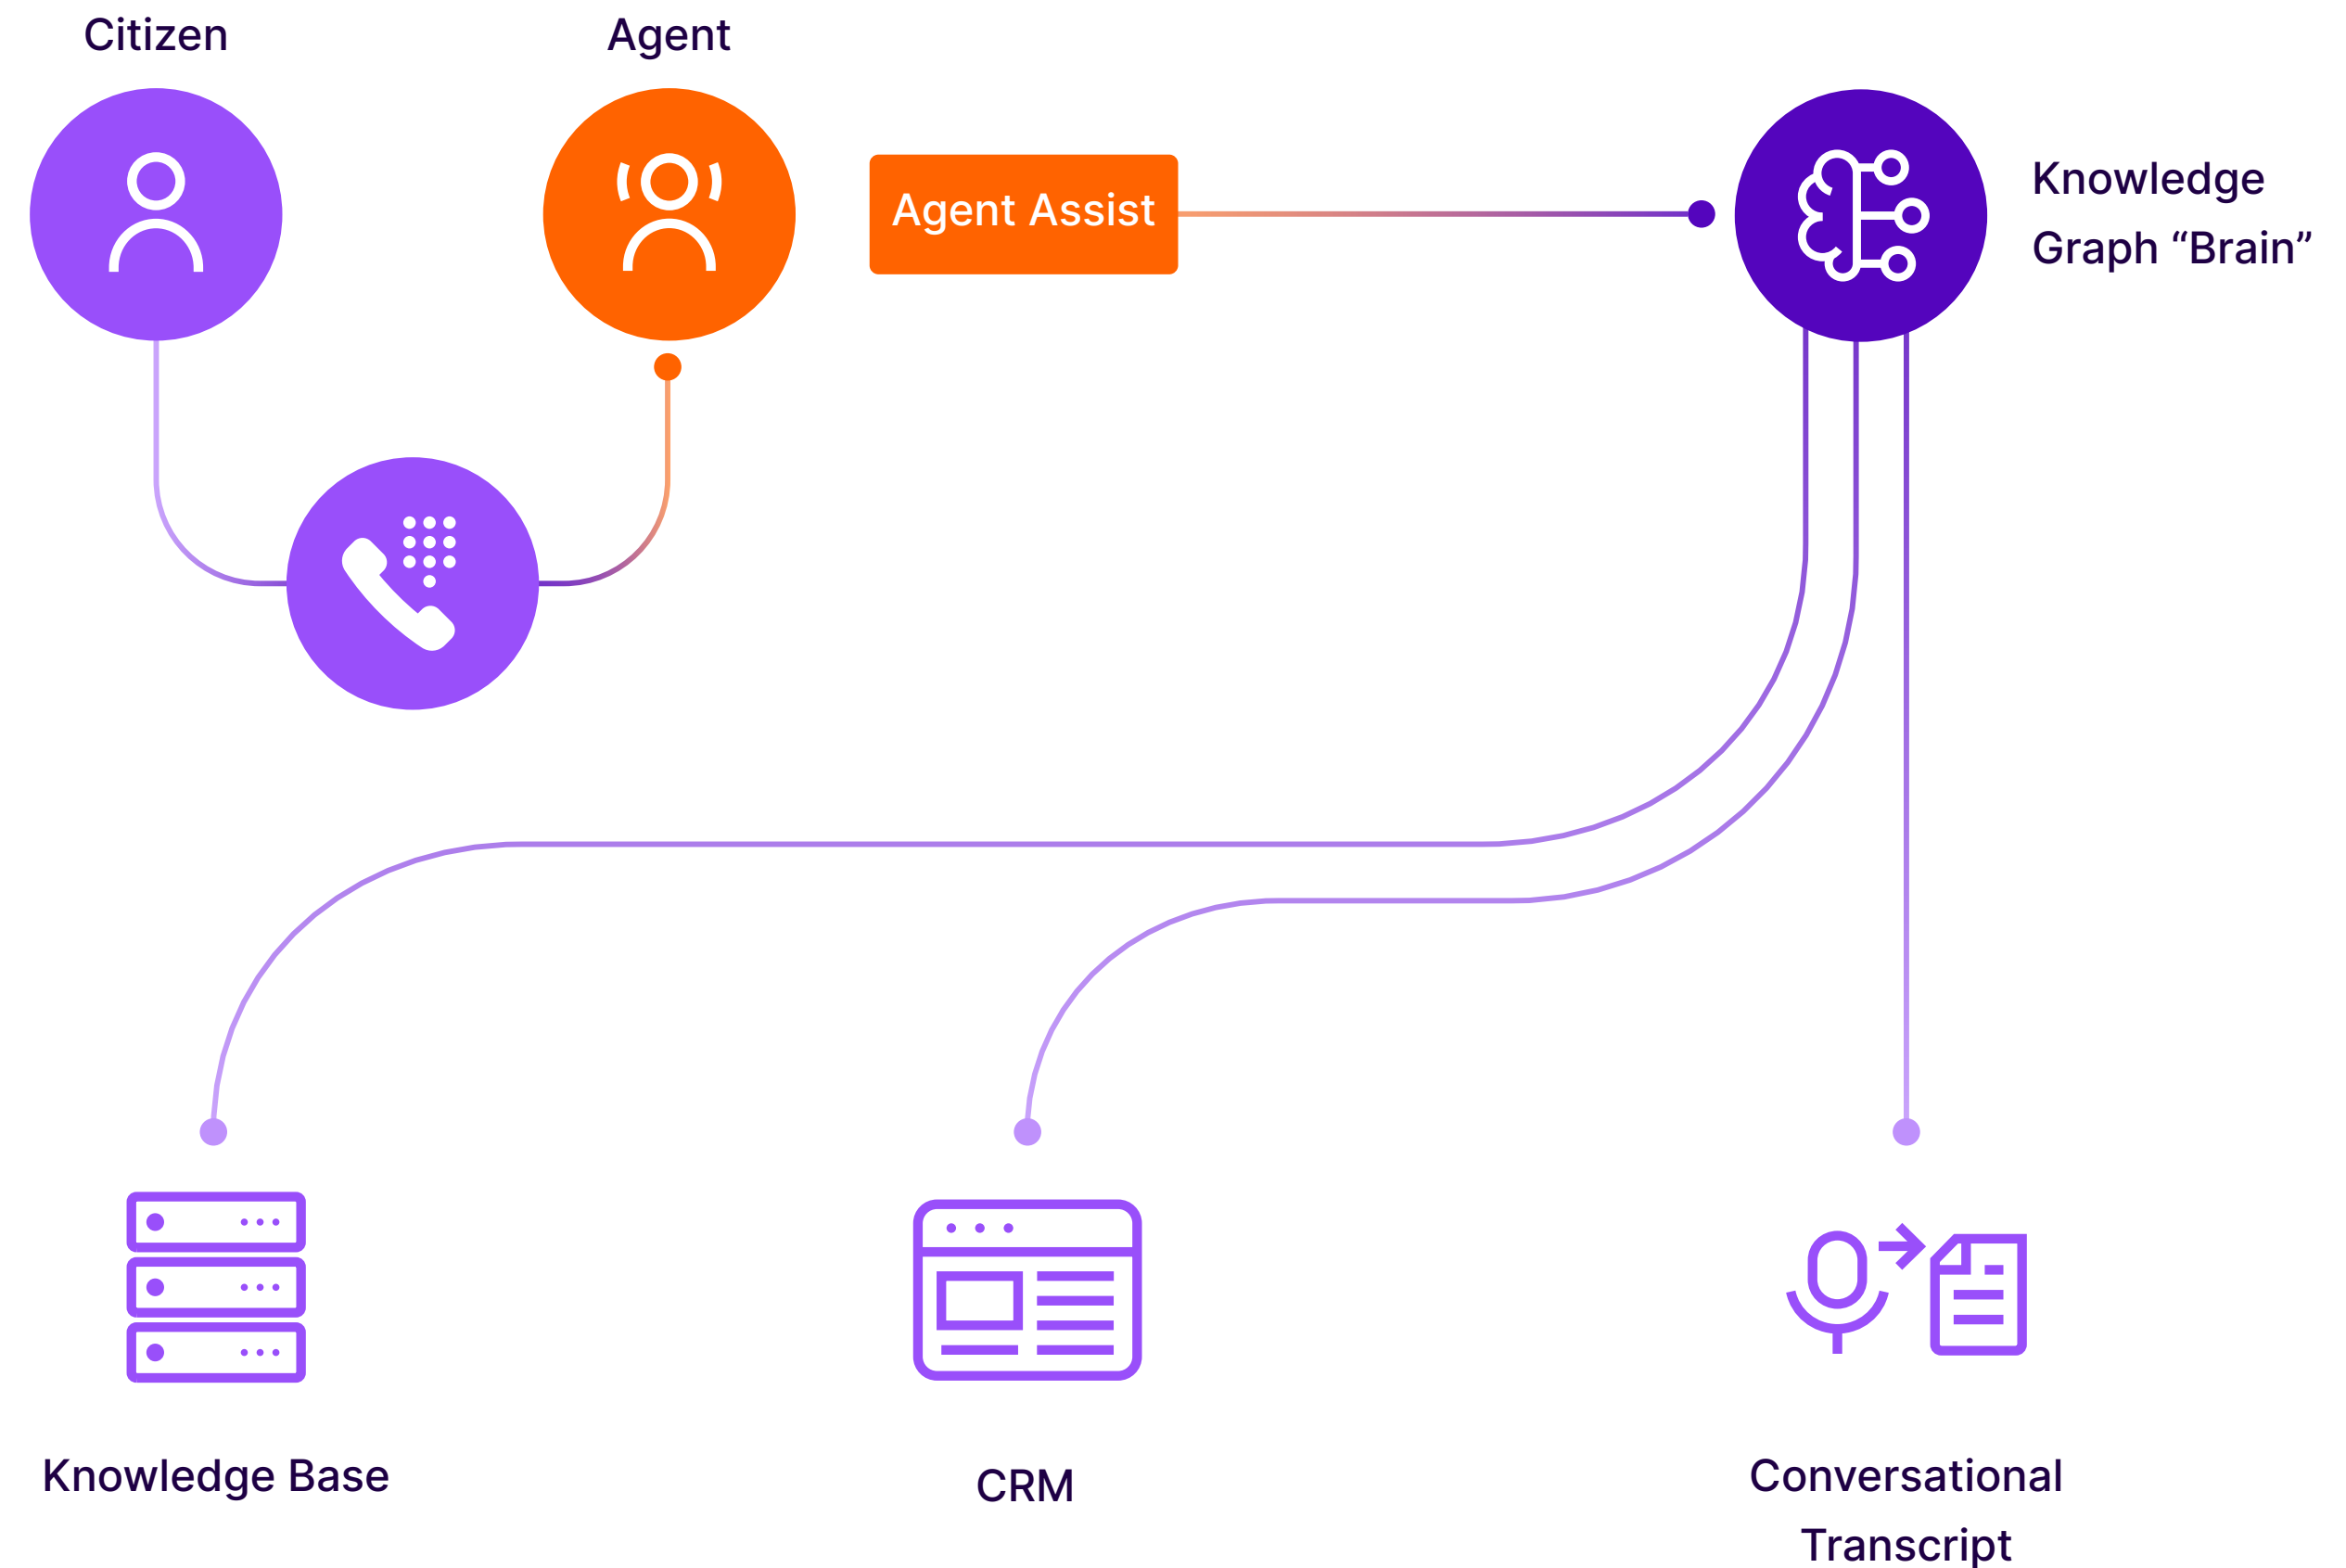 Citizen
Agent
Agent Assist
Knowledge
Graph “Brain”
Knowledge Base
CRM
Conversational
Transcript